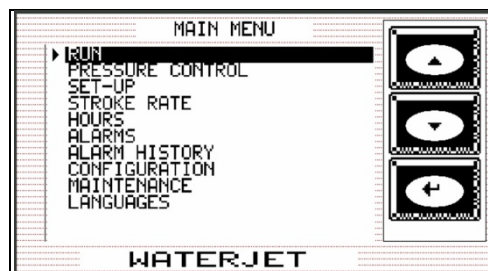 MAIN MENU
RUN
PRESSURE CONTROL
SET-UP
STROKE RATE
HOURS
ALARMS
ALARM HISTORY
CONFIGURATION
MAINTENANCE
LANGUAGES
WATERJET